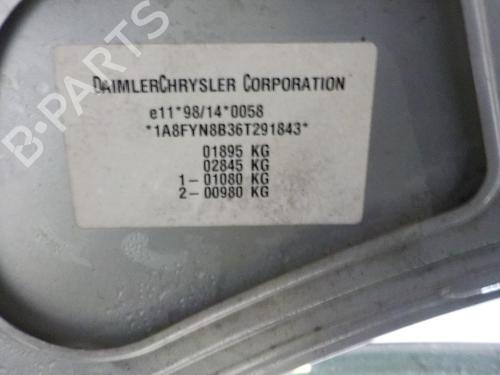 B-PARTS
DAIMLERCHRYSLER CORPORATION
e11*98/14*0058
*1A8FYN8B36T291843*
01895 KG
02845 KG
1- 01080 KG
2- 00980 KG